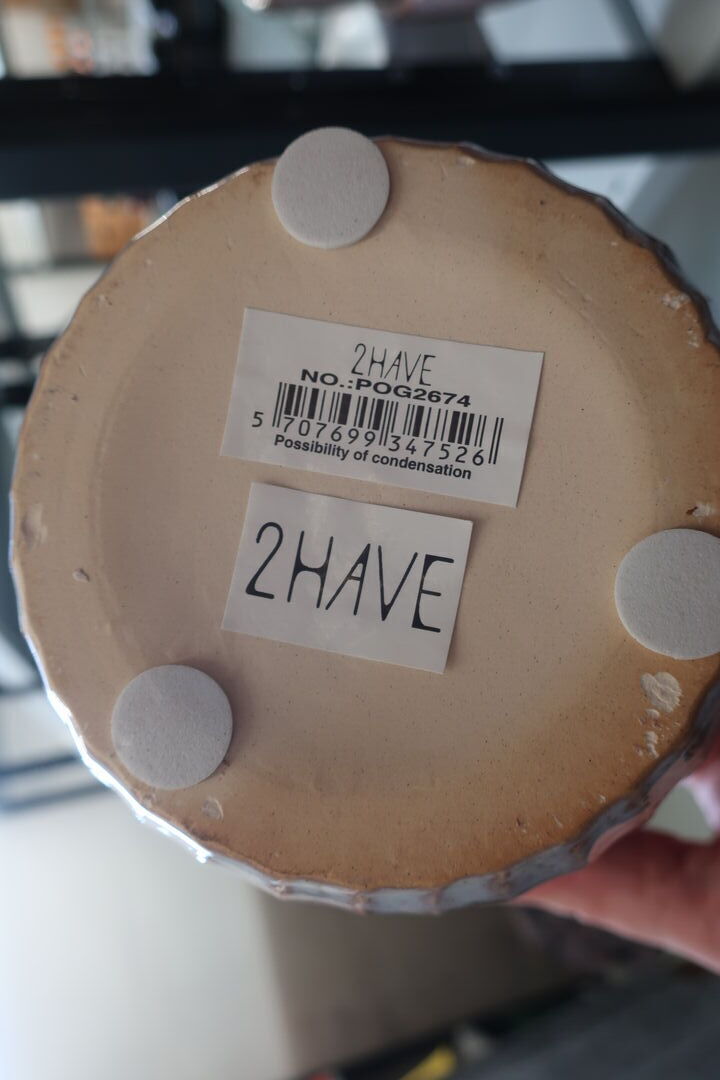 2HAVE
NO.:POG2674
5 707699 347526
Possibility of condensation
2HAVE